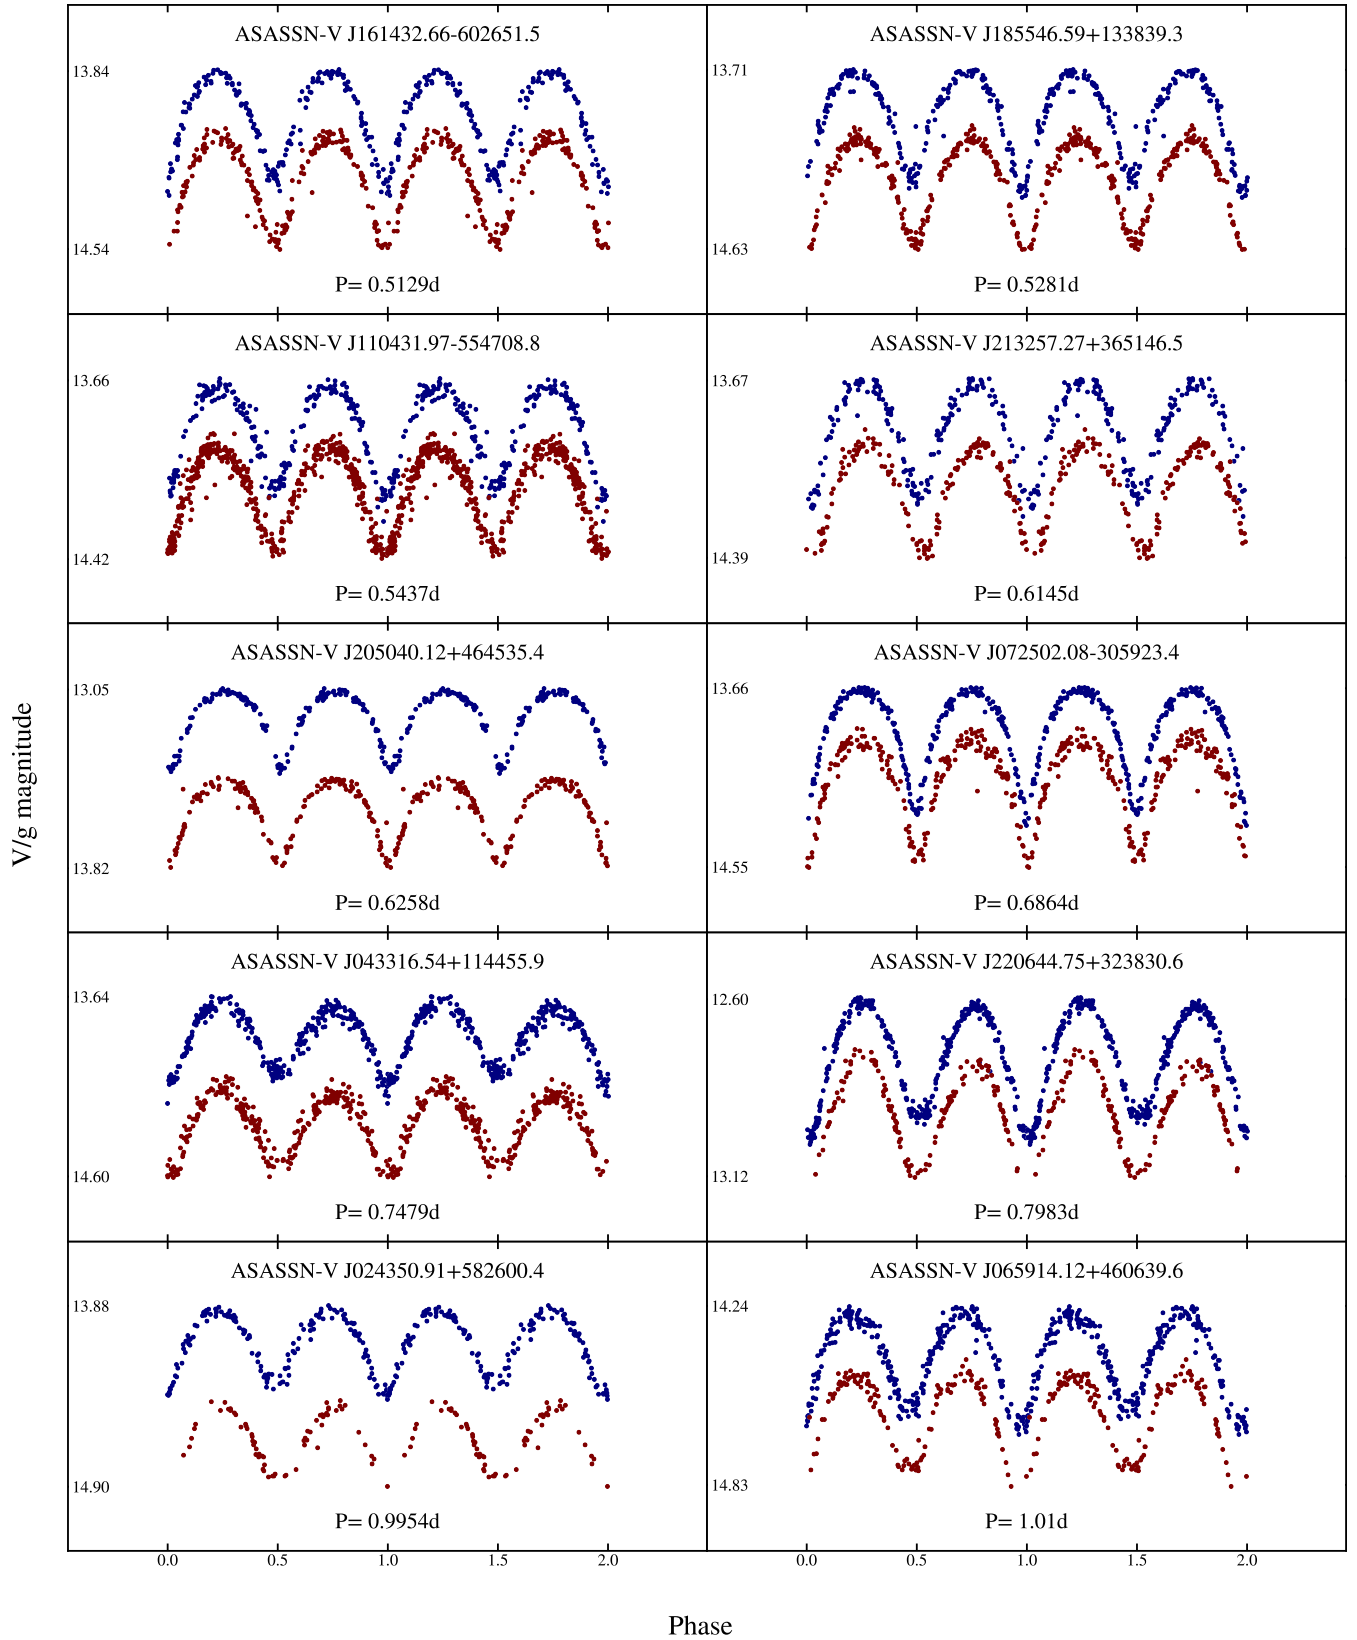 ASASSN-V J161432.66-602651.5
13.84
14.54
P= 0.5129d
ASASSN-V J185546.59+133839.3
13.71
14.63
P= 0.5281d
ASASSN-V J110431.97-554708.8
13.66
14.42
P= 0.5437d
ASASSN-V J213257.27+365146.5
13.67
14.39
P= 0.6145d
ASASSN-V J205040.12+464535.4
13.05
13.82
P= 0.6258d
ASASSN-V J072502.08-305923.4
13.66
14.55
P= 0.6864d
ASASSN-V J043316.54+114455.9
13.64
14.60
P= 0.7479d
ASASSN-V J220644.75+323830.6
12.60
13.12
P= 0.7983d
ASASSN-V J024350.91+582600.4
13.88
14.90
P= 0.9954d
ASASSN-V J065914.12+460639.6
14.24
14.83
P= 1.01d
0.0 0.5 1.0 1.5 2.0
0.0 0.5 1.0 1.5 2.0
V/g magnitude
Phase